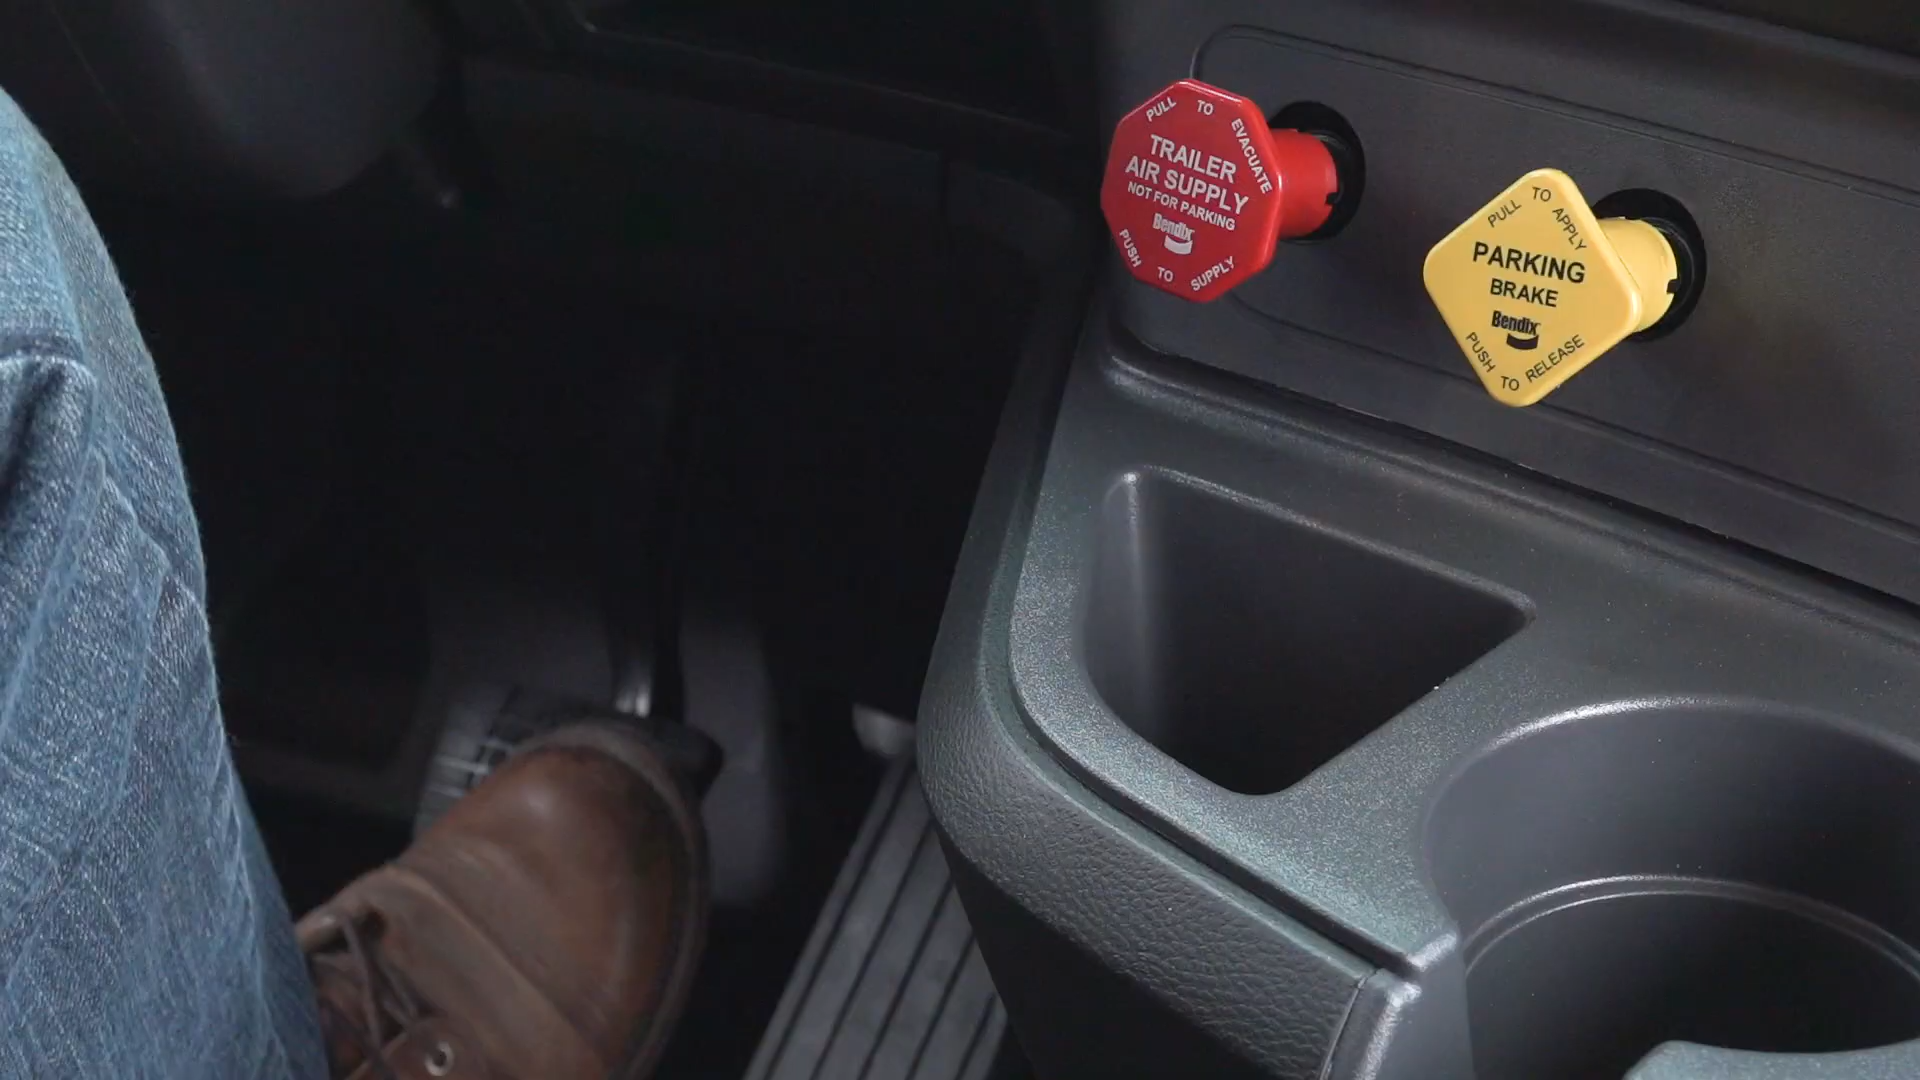 PULL TO EVACUATE
TRAILER
AIR SUPPLY
NOT FOR PARKING
Bendix
PUSH TO SUPPLY
PULL TO APPLY
PARKING
BRAKE
Bendix
PUSH TO RELEASE